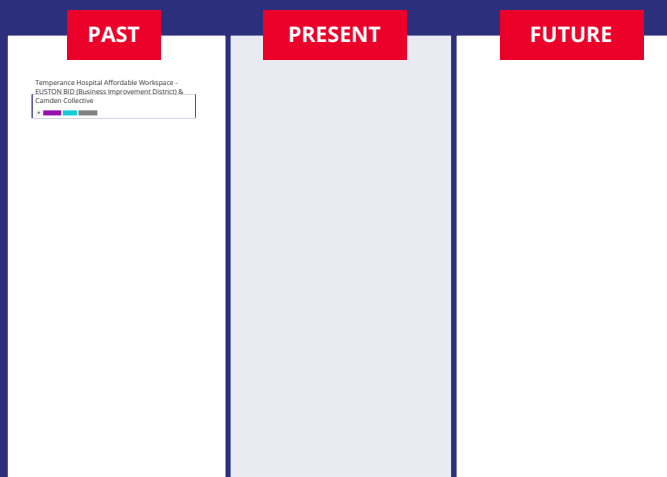 PAST
PRESENT
FUTURE
Temperance Hospital Affordable Workspace -
EUSTON BID (Business Improvement District) &
Camden Collective